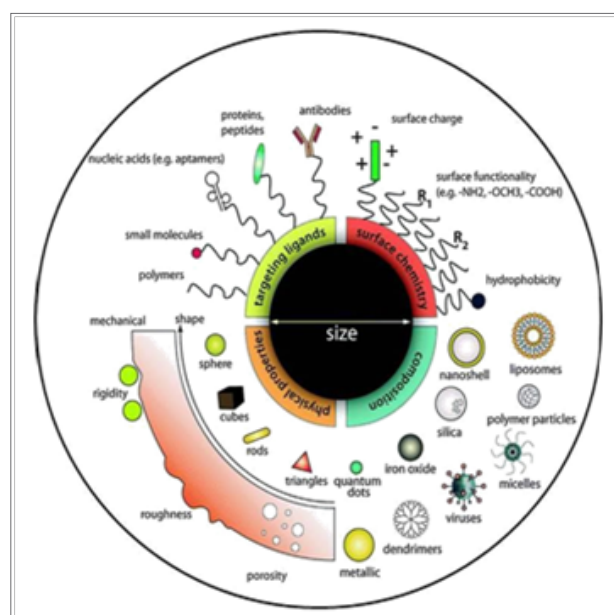 antibodies
proteins,
peptides
surface charge
+ - +
+ +
nucleic acids (e.g. aptamers)
surface functionality
(e.g. -NH2, -OCH3, -COOH)
R1
R2
small molecules
polymers
targeting ligands
surface chemistry
hydrophobicity
mechanical
shape
size
physical properties
composition
sphere
rigidity
cubes
rods
triangles
roughness
porosity
nanoshell
liposomes
silica
polymer particles
iron oxide
quantum
dots
micelles
viruses
dendrimers
metallic